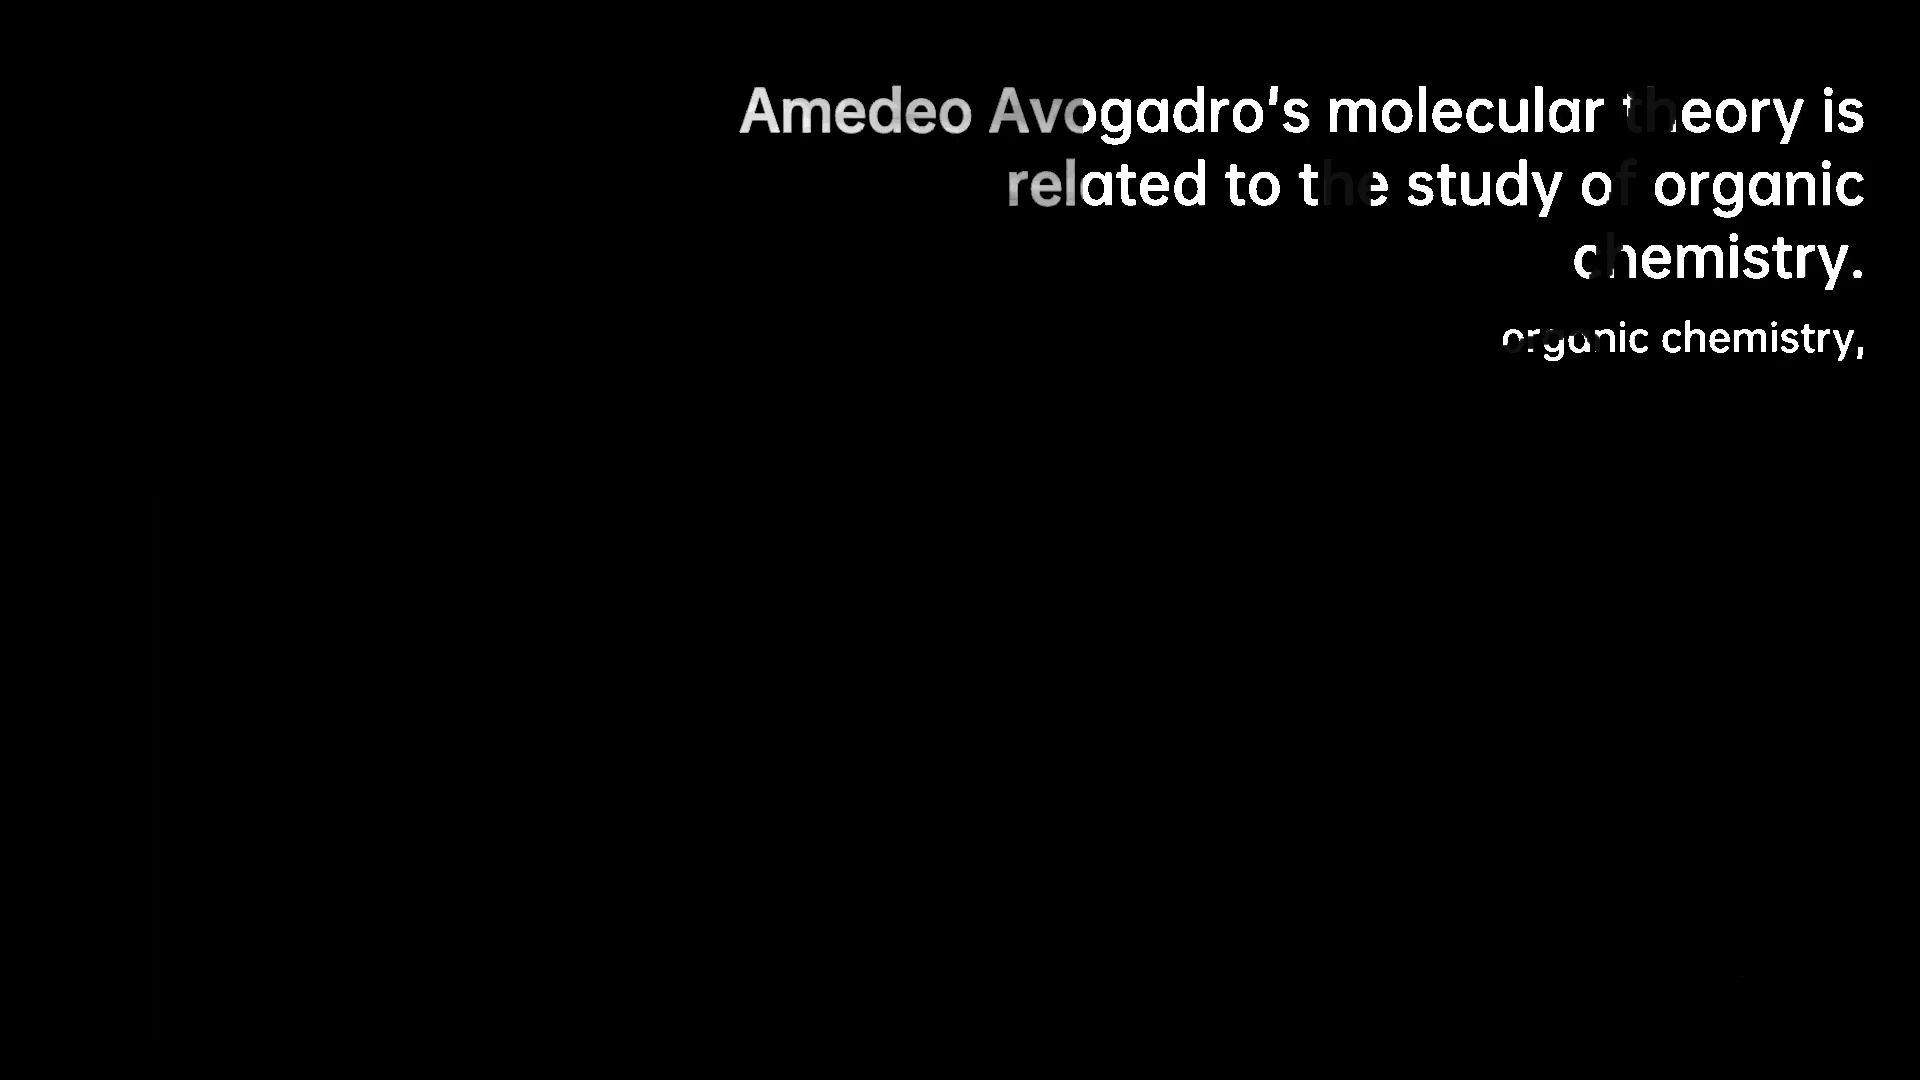 Amedeo Avogadro's molecular theory is
related to the study of organic
chemistry.
organic chemistry,